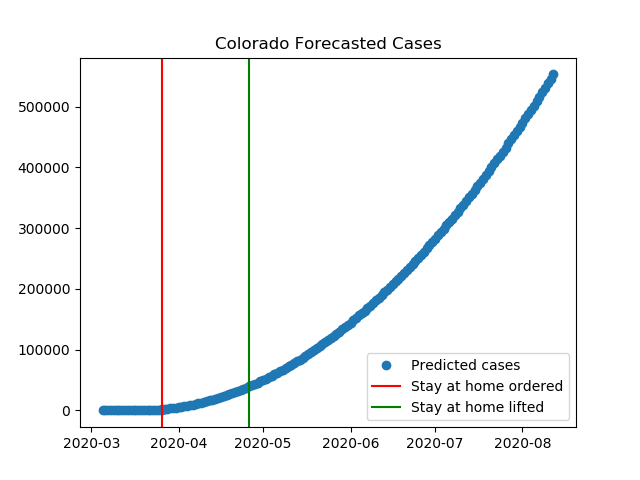 Colorado Forecasted Cases
500000
400000
300000
200000
100000
0
Predicted cases
Stay at home ordered
Stay at home lifted
2020-03 2020-04 2020-05 2020-06 2020-07 2020-08